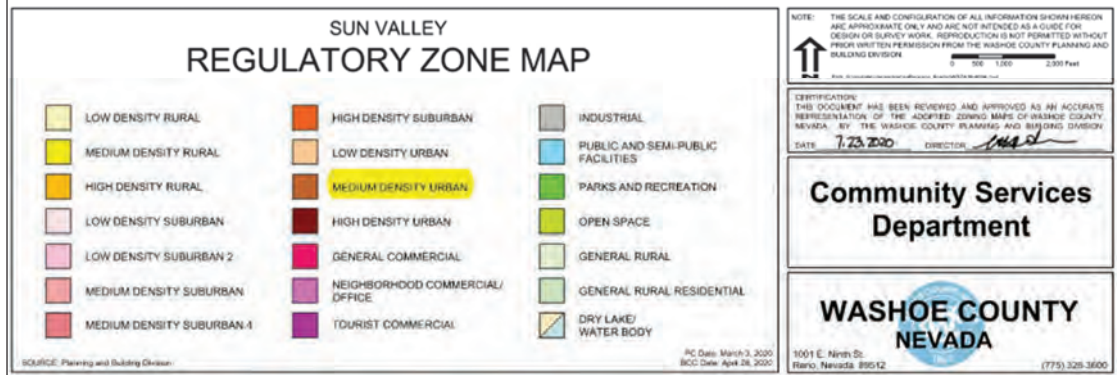 SUN VALLEY
REGULATORY ZONE MAP
LOW DENSITY RURAL
MEDIUM DENSITY RURAL
HIGH DENSITY RURAL
LOW DENSITY SUBURBAN
LOW DENSITY SUBURBAN 2
MEDIUM DENSITY SUBURBAN
MEDIUM DENSITY SUBURBAN 4
HIGH DENSITY SUBURBAN
LOW DENSITY URBAN
MEDIUM DENSITY URBAN
HIGH DENSITY URBAN
GENERAL COMMERCIAL
NEIGHBORHOOD COMMERCIAL/
OFFICE
TOURIST COMMERCIAL
INDUSTRIAL
PUBLIC AND SEMI-PUBLIC
FACILITIES
PARKS AND RECREATION
OPEN SPACE
GENERAL RURAL
GENERAL RURAL RESIDENTIAL
DRY LAKE/
WATER BODY
SOURCE: Planning and Building Division
PC Date: March 3, 2020
BCC Date: April 28, 2020
NOTE: THE SCALE AND CONFIGURATION OF ALL INFORMATION SHOWN HEREON
ARE APPROXIMATE ONLY AND ARE NOT INTENDED AS A GUIDE FOR
DESIGN OR SURVEY WORK. REPRODUCTION IS NOT PERMITTED WITHOUT
PRIOR WRITTEN PERMISSION FROM THE WASHOE COUNTY PLANNING AND
BUILDING DIVISION
0 500 1,000 2,000 Feet
N
CERTIFICATION:
THIS DOCUMENT HAS BEEN REVIEWED AND APPROVED AS AN ACCURATE
REPRESENTATION OF THE ADOPTED ZONING MAPS OF WASHOE COUNTY,
NEVADA, BY THE WASHOE COUNTY PLANNING AND BUILDING DIVISION
DATE 7.23.2020 DIRECTOR
Community Services
Department
WASHOE COUNTY
NEVADA
1001 E. Ninth St.
Reno, Nevada 89512
(775) 328-3600